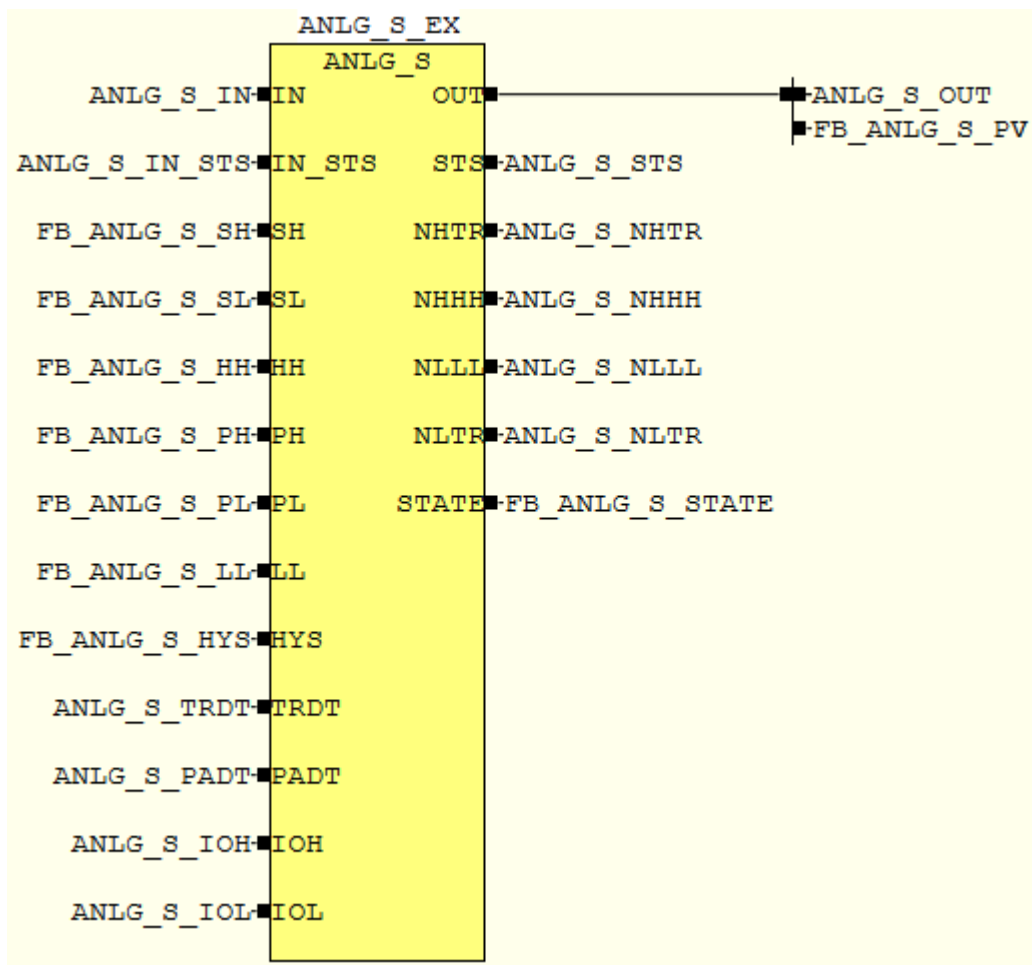 ANLG_S_EX
ANLG_S
ANLG_S_IN IN OUT ANLG_S_OUT
FB_ANLG_S_PV
ANLG_S_IN_STS IN_STS STS ANLG_S_STS
FB_ANLG_S_SH SH NHTR ANLG_S_NHTR
FB_ANLG_S_SL SL NHHH ANLG_S_NHHH
FB_ANLG_S_HH HH NLLL ANLG_S_NLLL
FB_ANLG_S_PH PH NLTR ANLG_S_NLTR
FB_ANLG_S_PL PL STATE FB_ANLG_S_STATE
FB_ANLG_S_LL LL
FB_ANLG_S_HYS HYS
ANLG_S_TRDT TRDT
ANLG_S_PADT PADT
ANLG_S_IOH IOH
ANLG_S_IOL IOL